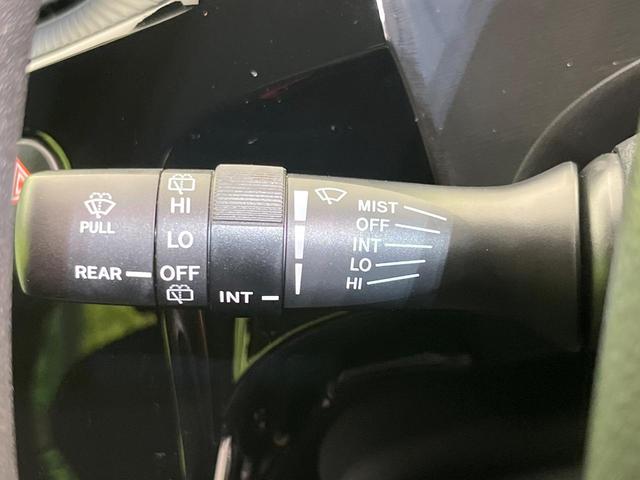 PULL
REAR
HI
LO
OFF
INT
MIST
OFF
INT
LO
HI